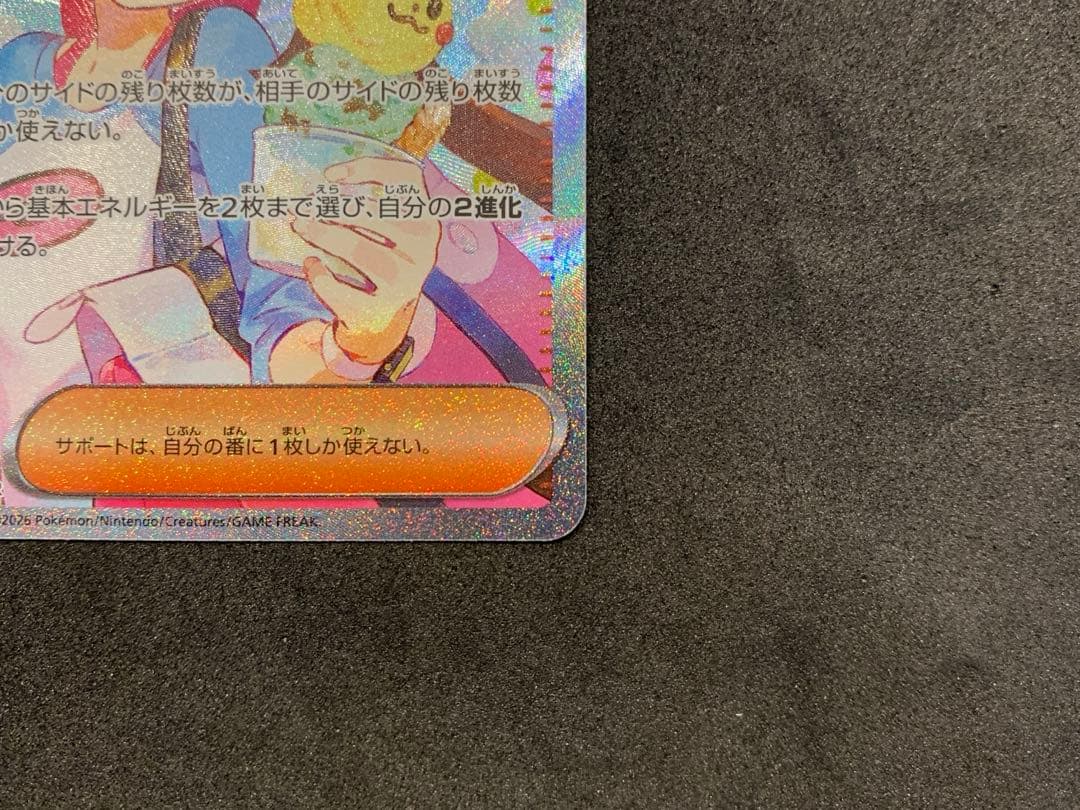 のサイドの残り枚数が、相手のサイドの残り枚数
か使えない。
ら基本エネルギーを2枚まで選び、自分の2進化
ける。
サポートは、自分の番に1枚しか使えない。
2026 Pokémon/Nintendo/Creatures/GAME FREAK.